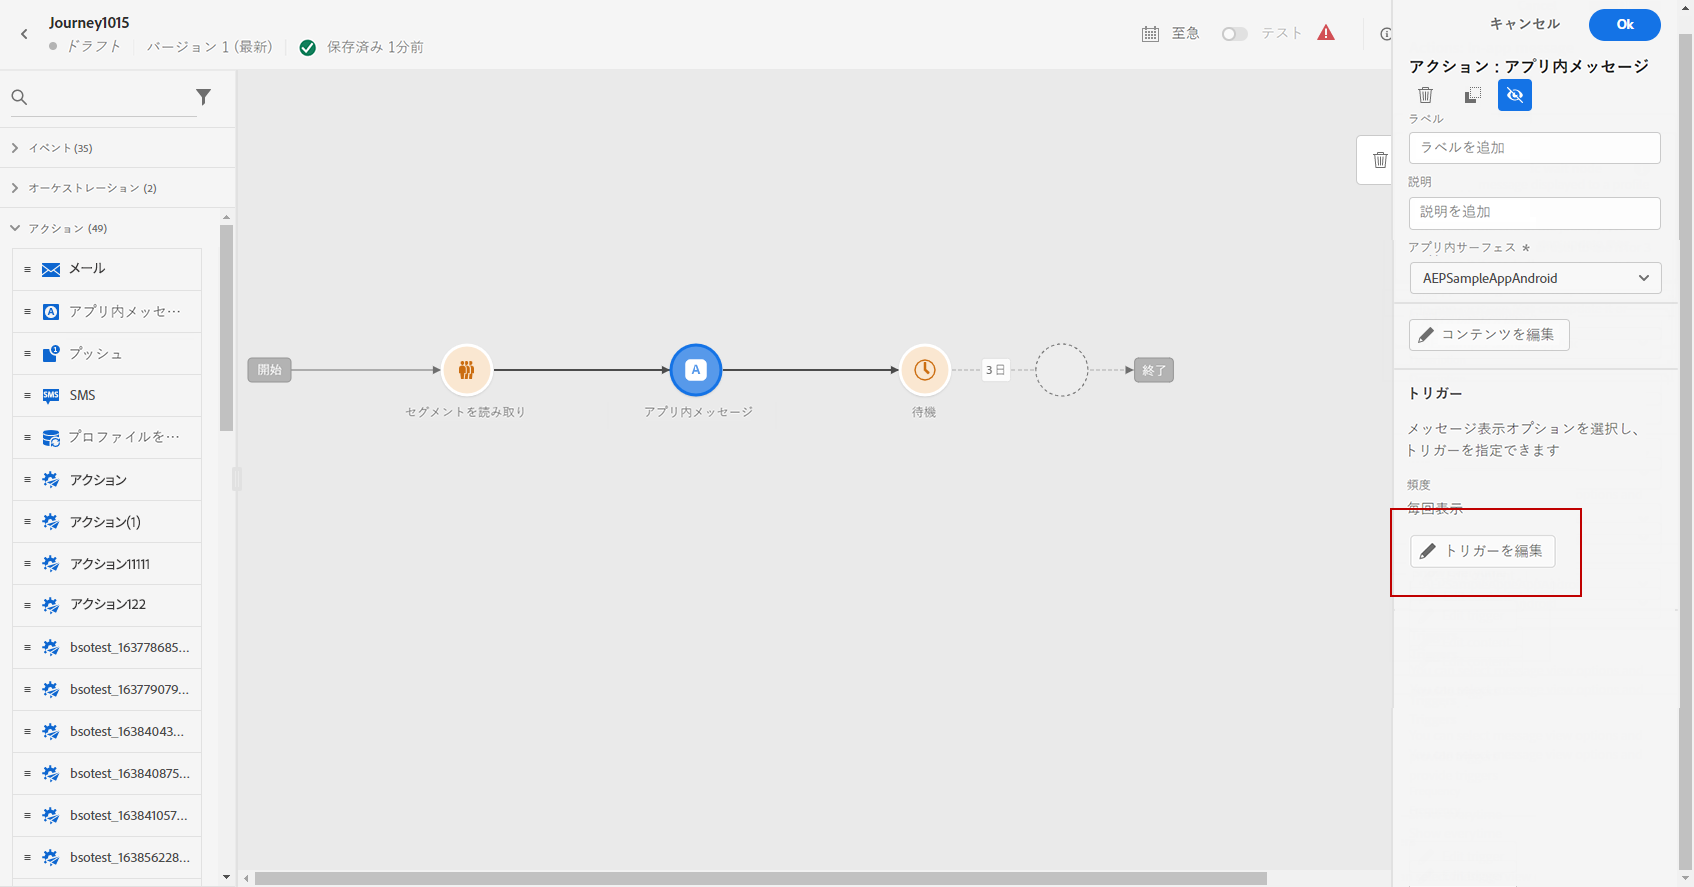 Journey1015
ドラフト
バージョン 1 (最新)
保存済み 1分前
至急
テスト
キャンセル
Ok
イベント (35)
オーケストレーション (2)
アクション (49)
メール
アプリ内メッセ…
プッシュ
SMS
SMS
プロファイルを…
アクション
アクション(1)
アクション11111
アクション122
bsotest_163778685...
bsotest_163779079...
bsotest_16384043...
bsotest_163840875...
bsotest_163841057...
bsotest_163856228...
開始
セグメントを読み取り
A
アプリ内メッセージ
待機
3 日
終了
アクション : アプリ内メッセージ
ラベル
ラベルを追加
説明
説明を追加
アプリ内サーフェス *
AEPSampleAppAndroid
コンテンツを編集
トリガー
メッセージ表示オプションを選択し、
トリガーを指定できます
頻度
毎回表示
トリガーを編集